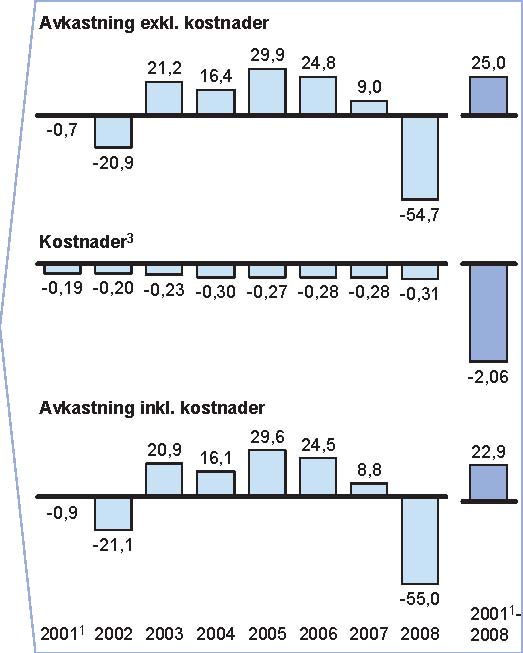 Avkastning exkl. kostnader
-0,7 -20,9 21,2 16,4 29,9 24,8 9,0 -54,7 25,0
Kostnader³
-0,19 -0,20 -0,23 -0,30 -0,27 -0,28 -0,28 -0,31 -2,06
Avkastning inkl. kostnader
-0,9 -21,1 20,9 16,1 29,6 24,5 8,8 -55,0 22,9
2001¹ 2002 2003 2004 2005 2006 2007 2008 2001¹-
2008